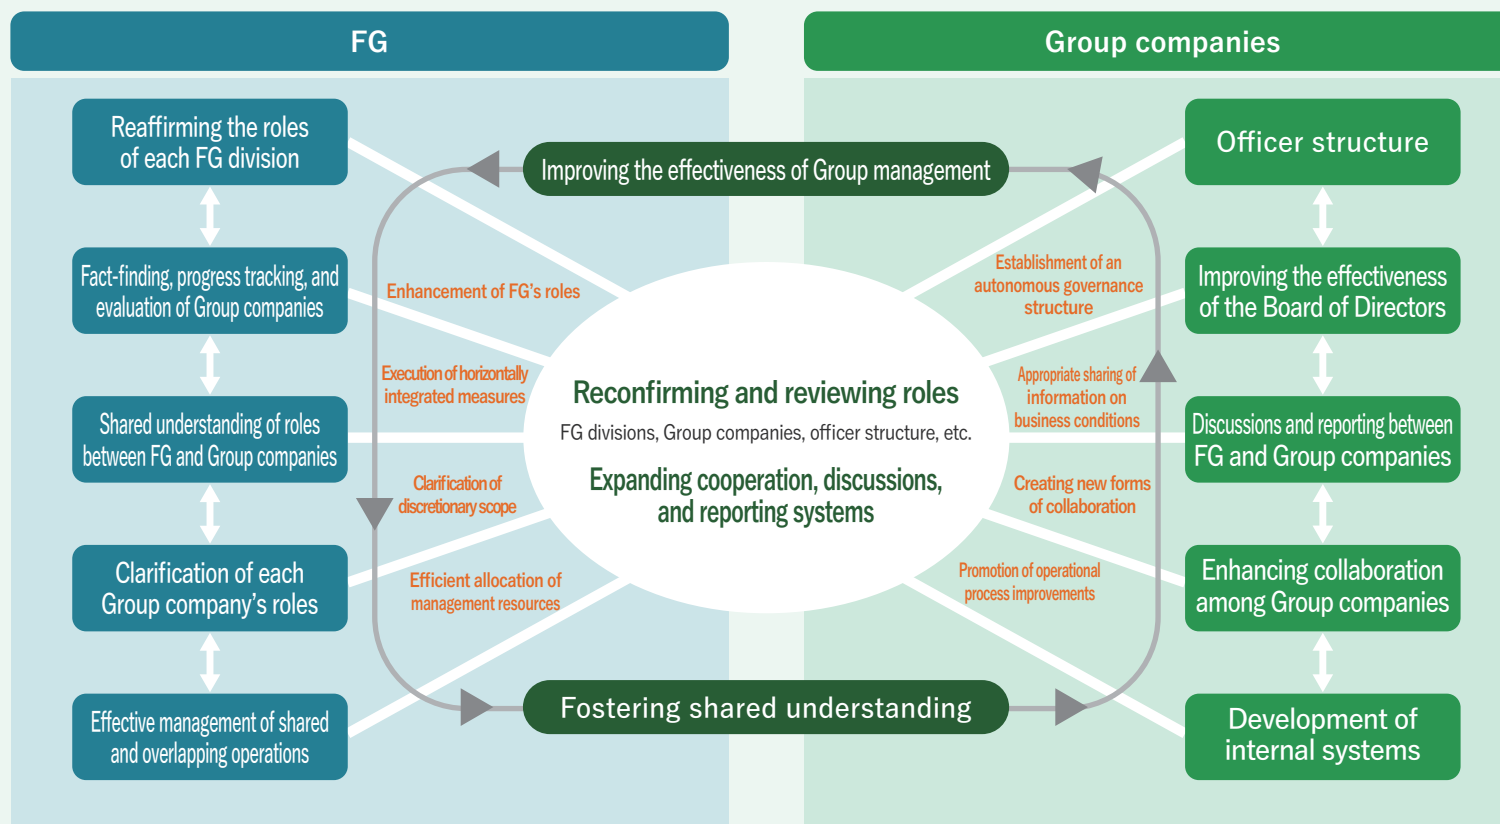 FG
Group companies
Reaffirming the roles
of each FG division
Fact-finding, progress tracking, and
evaluation of Group companies
Shared understanding of roles
between FG and Group companies
Clarification of each
Group company’s roles
Effective management of shared
and overlapping operations
Improving the effectiveness of Group management
Enhancement of FG’s roles
Execution of horizontally
integrated measures
Clarification of
discretionary scope
Efficient allocation of
management resources
Reconfirming and reviewing roles
FG divisions, Group companies, officer structure, etc.
Expanding cooperation, discussions,
and reporting systems
Fostering shared understanding
Establishment of an
autonomous governance
structure
Appropriate sharing of
information on
business conditions
Creating new forms
of collaboration
Promotion of operational
process improvements
Officer structure
Improving the effectiveness
of the Board of Directors
Discussions and reporting between
FG and Group companies
Enhancing collaboration
among Group companies
Development of
internal systems